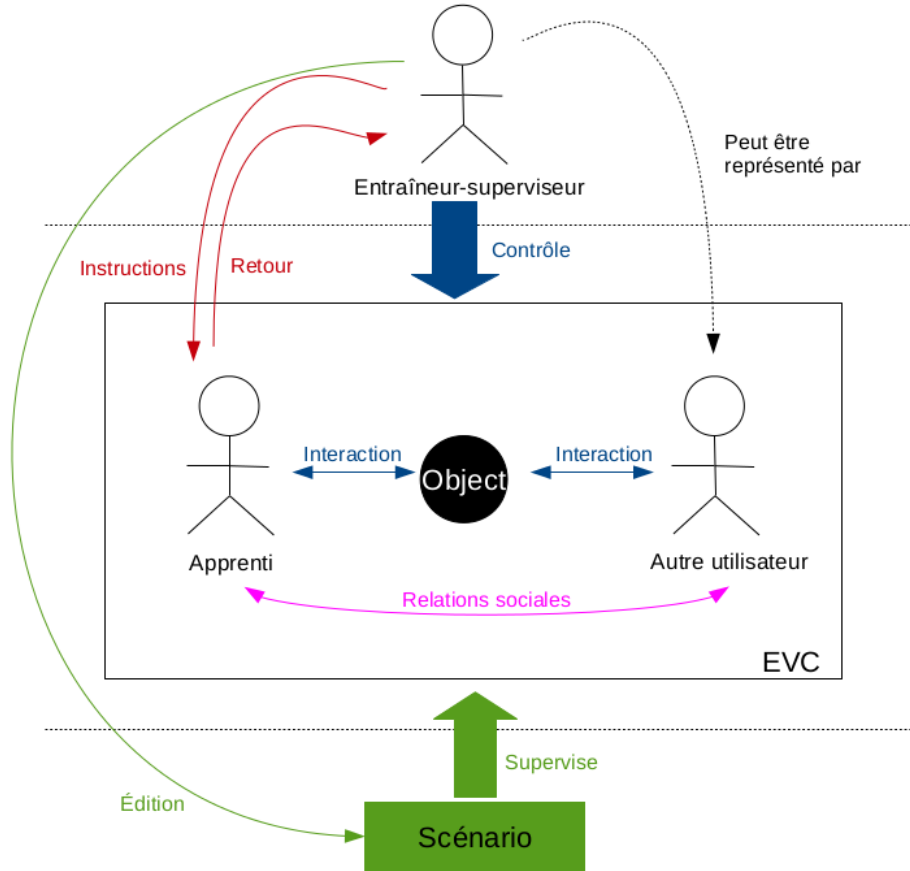 Entraîneur-superviseur
Peut être
représenté par
Contrôle
Instructions
Retour
Interaction
Interaction
Object
Apprenti
Autre utilisateur
Relations sociales
EVC
Supervise
Édition
Scénario